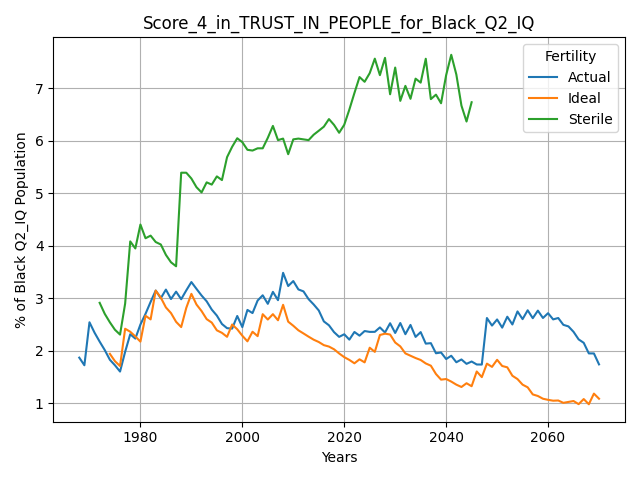 Score_4_in_TRUST_IN_PEOPLE_for_Black_Q2_IQ
Fertility
Actual
Ideal
Sterile
% of Black Q2_IQ Population
7
6
5
4
3
2
1
1980
2000
2020
2040
2060
Years